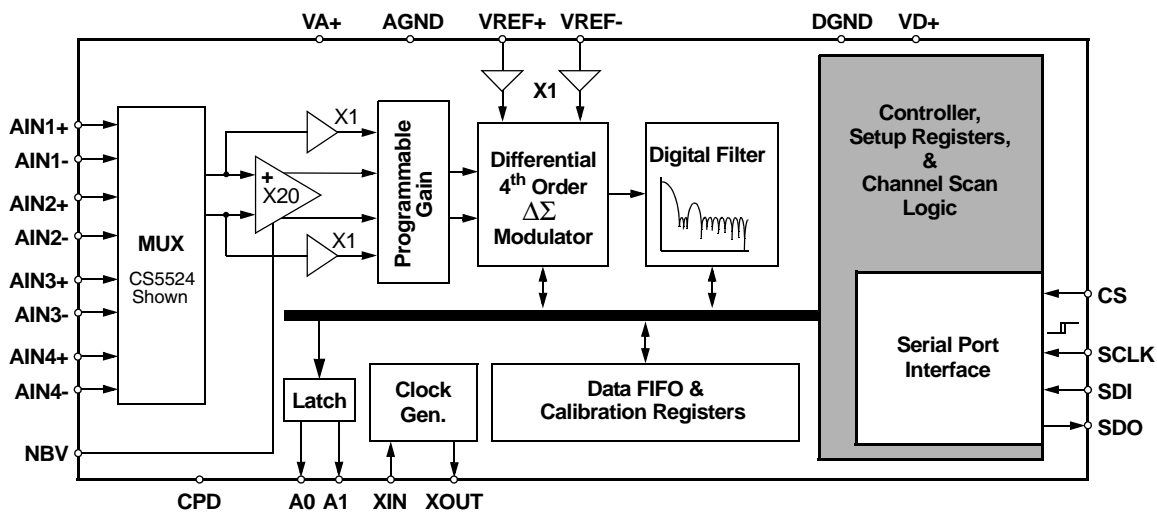 VA+ AGND VREF+ VREF- DGND VD+
X1
AIN1+
AIN1-
AIN2+
AIN2-
AIN3+
AIN3-
AIN4+
AIN4-
NBV
MUX
CS5524
Shown
X1
+
X20
X1
Programmable
Gain
Differential
4th Order
ΔΣ
Modulator
Digital Filter
Controller,
Setup Registers,
&
Channel Scan
Logic
Serial Port
Interface
CS
SCLK
SDI
SDO
Latch
Clock
Gen.
Data FIFO &
Calibration Registers
CPD A0 A1 XIN XOUT